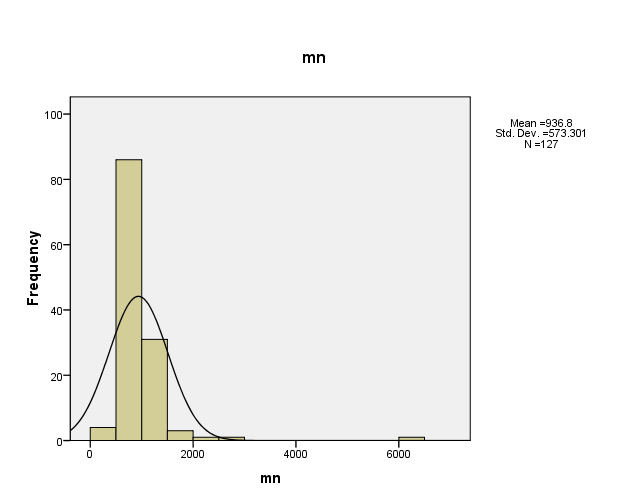 mn
Mean =936.8
Std. Dev. =573.301
N =127
100
80
60
40
20
0
Frequency
0 2000 4000 6000
mn